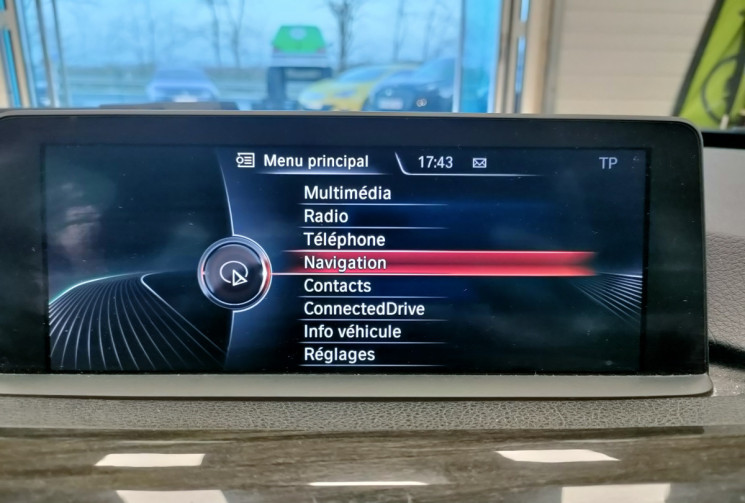 Menu principal 17:43 TP
Multimédia
Radio
Téléphone
Navigation
Contacts
ConnectedDrive
Info véhicule
Réglages